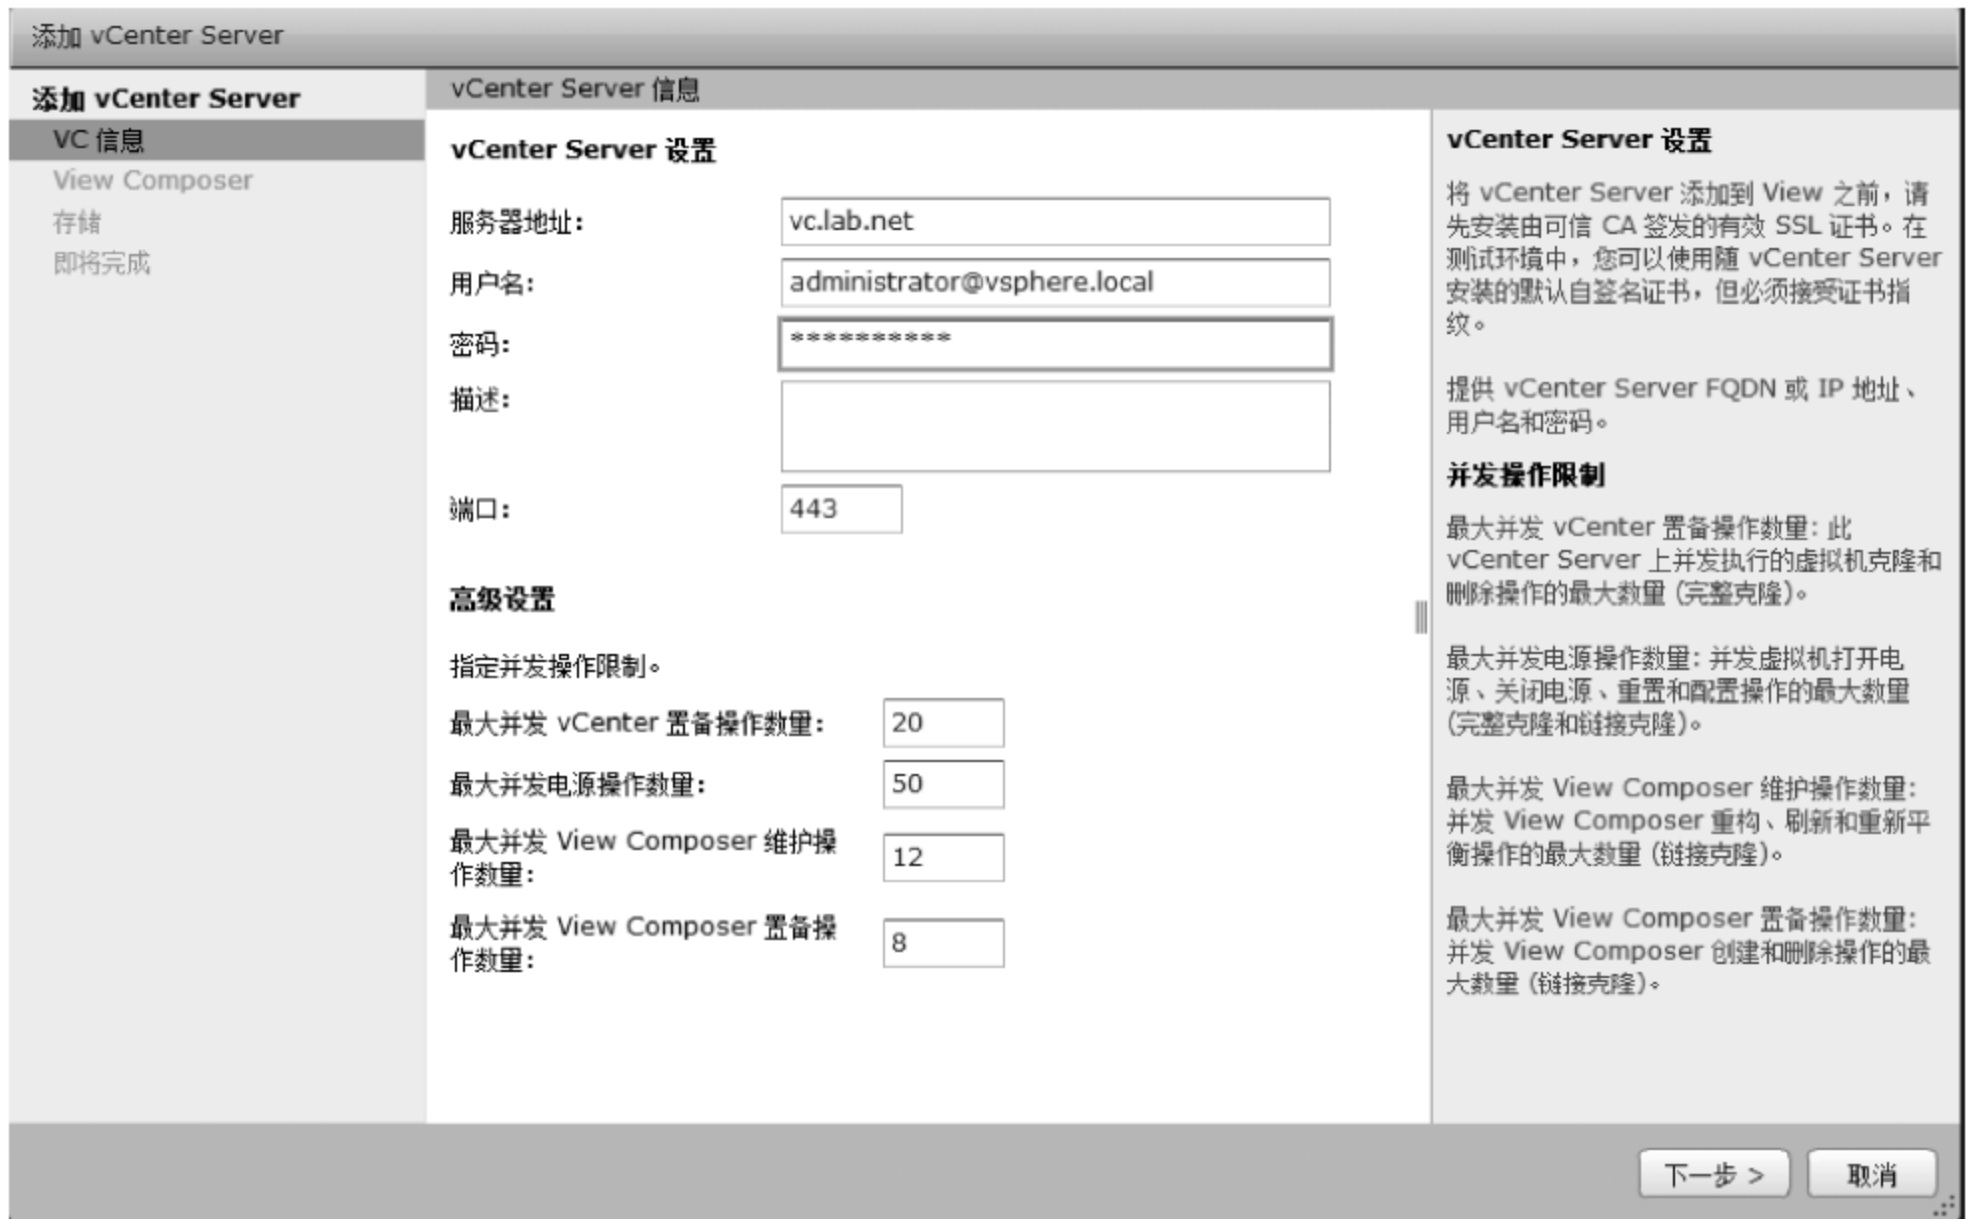 添加 vCenter Server
添加 vCenter Server
VC 信息
View Composer
存储
即将完成
vCenter Server 信息
vCenter Server 设置
服务器地址:
vc.lab.net
用户名:
administrator@vsphere.local
密码:
**********
描述:
端口:
443
高级设置
指定并发操作限制。
最大并发 vCenter 置备操作数量:
20
最大并发电源操作数量:
50
最大并发 View Composer 维护操
作数量:
12
最大并发 View Composer 置备操
作数量:
8
vCenter Server 设置
将 vCenter Server 添加到 View 之前，请
先安装由可信 CA 签发的有效 SSL 证书。在
测试环境中，您可以使用随 vCenter Server
安装的默认自签名证书，但必须接受证书指
纹。
提供 vCenter Server FQDN 或 IP 地址、
用户名和密码。
并发操作限制
最大并发 vCenter 置备操作数量: 此
vCenter Server 上并发执行的虚拟机克隆和
删除操作的最大数量 (完整克隆)。
最大并发电源操作数量: 并发虚拟机打开电
源、关闭电源、重置和配置操作的最大数量
(完整克隆和链接克隆)。
最大并发 View Composer 维护操作数量:
并发 View Composer 重构、刷新和重新平
衡操作的最大数量 (链接克隆)。
最大并发 View Composer 置备操作数量:
并发 View Composer 创建和删除操作的最
大数量 (链接克隆)。
下一步 >
取消